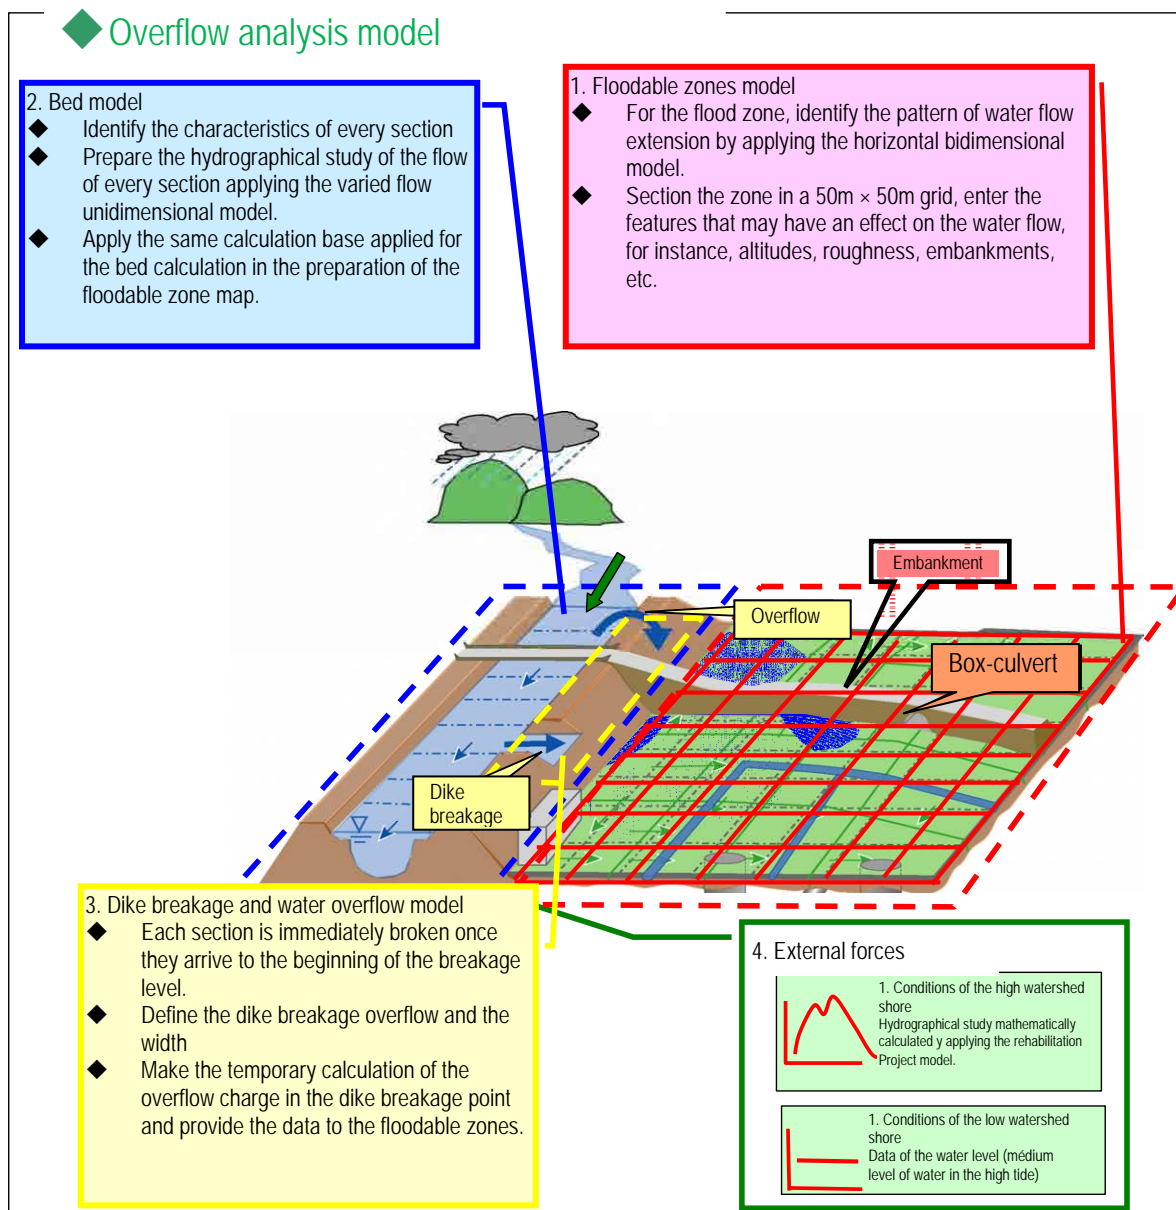 Overflow analysis model
2. Bed model
◆ Identify the characteristics of every section
◆ Prepare the hydrographical study of the flow
of every section applying the varied flow
unidimensional model.
◆ Apply the same calculation base applied for
the bed calculation in the preparation of the
floodable zone map.
1. Floodable zones model
◆ For the flood zone, identify the pattern of water flow
extension by applying the horizontal bidimensional
model.
◆ Section the zone in a 50m × 50m grid, enter the
features that may have an effect on the water flow,
for instance, altitudes, roughness, embankments,
etc.
Embankment
Overflow
Box-culvert
Dike
breakage
3. Dike breakage and water overflow model
◆ Each section is immediately broken once
they arrive to the beginning of the breakage
level.
◆ Define the dike breakage overflow and the
width
◆ Make the temporary calculation of the
overflow charge in the dike breakage point
and provide the data to the floodable zones.
4. External forces
1. Conditions of the high watershed
shore
Hydrographical study mathematically
calculated y applying the rehabilitation
Project model.
1. Conditions of the low watershed
shore
Data of the water level (médium
level of water in the high tide)